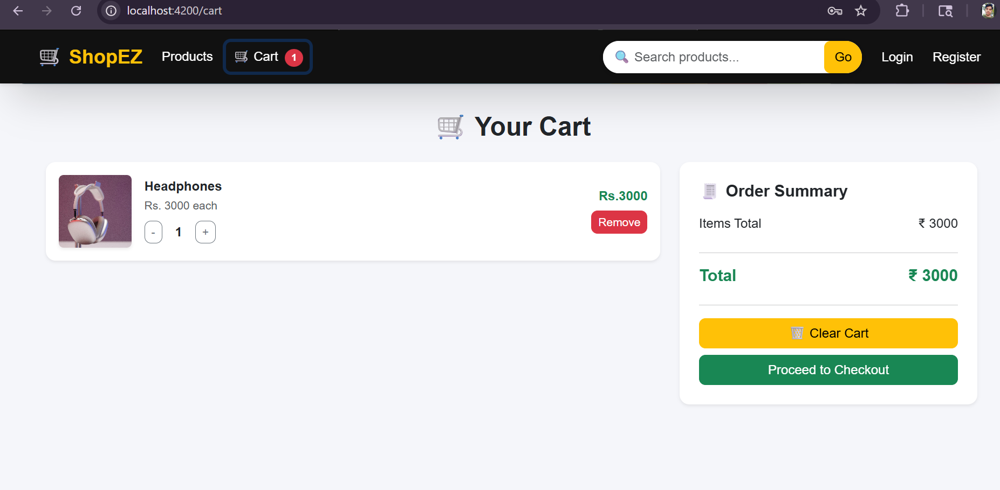 localhost:4200/cart
ShopEZ Products Cart 1 Search products... Go Login Register
Your Cart
Headphones
Rs. 3000 each
- 1 +
Rs.3000
Remove
Order Summary
Items Total ₹ 3000
Total ₹ 3000
Clear Cart
Proceed to Checkout